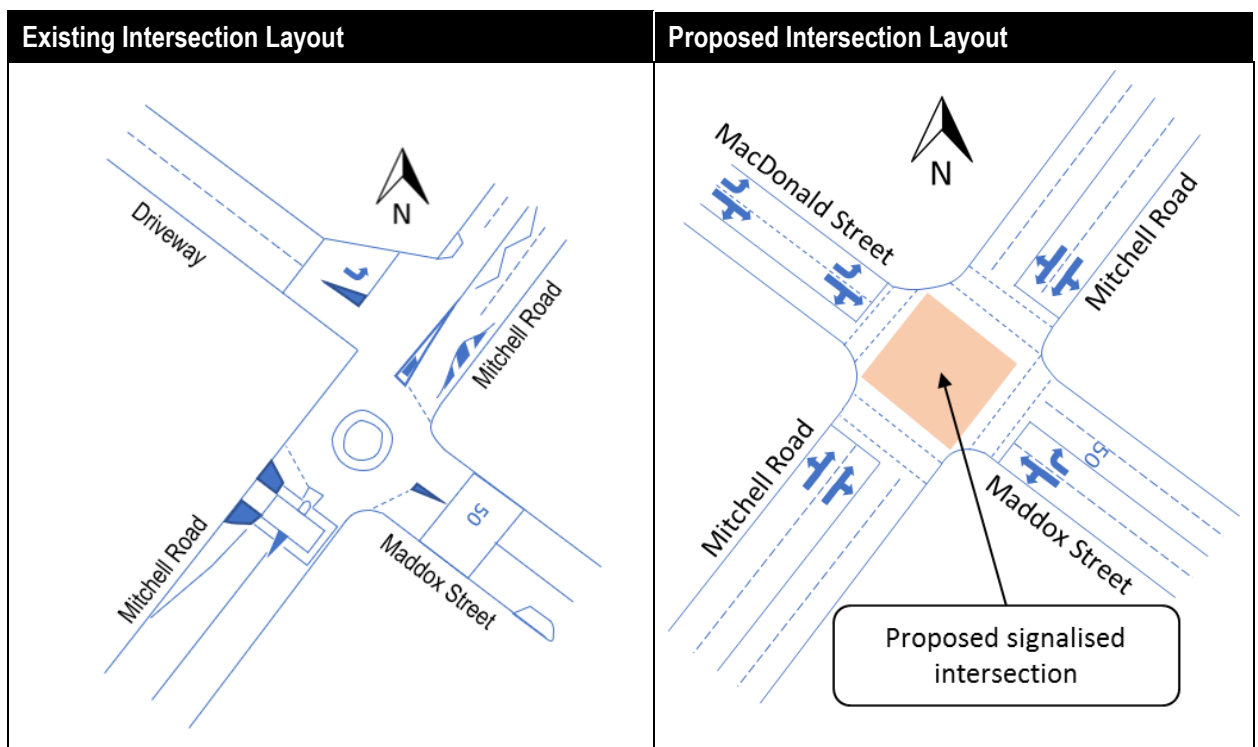 Existing Intersection Layout
Proposed Intersection Layout
Driveway
N
Mitchell Road
50
Mitchell Road
Maddox Street
MacDonald Street
N
Mitchell Road
Mitchell Road
50
Maddox Street
Proposed signalised
intersection